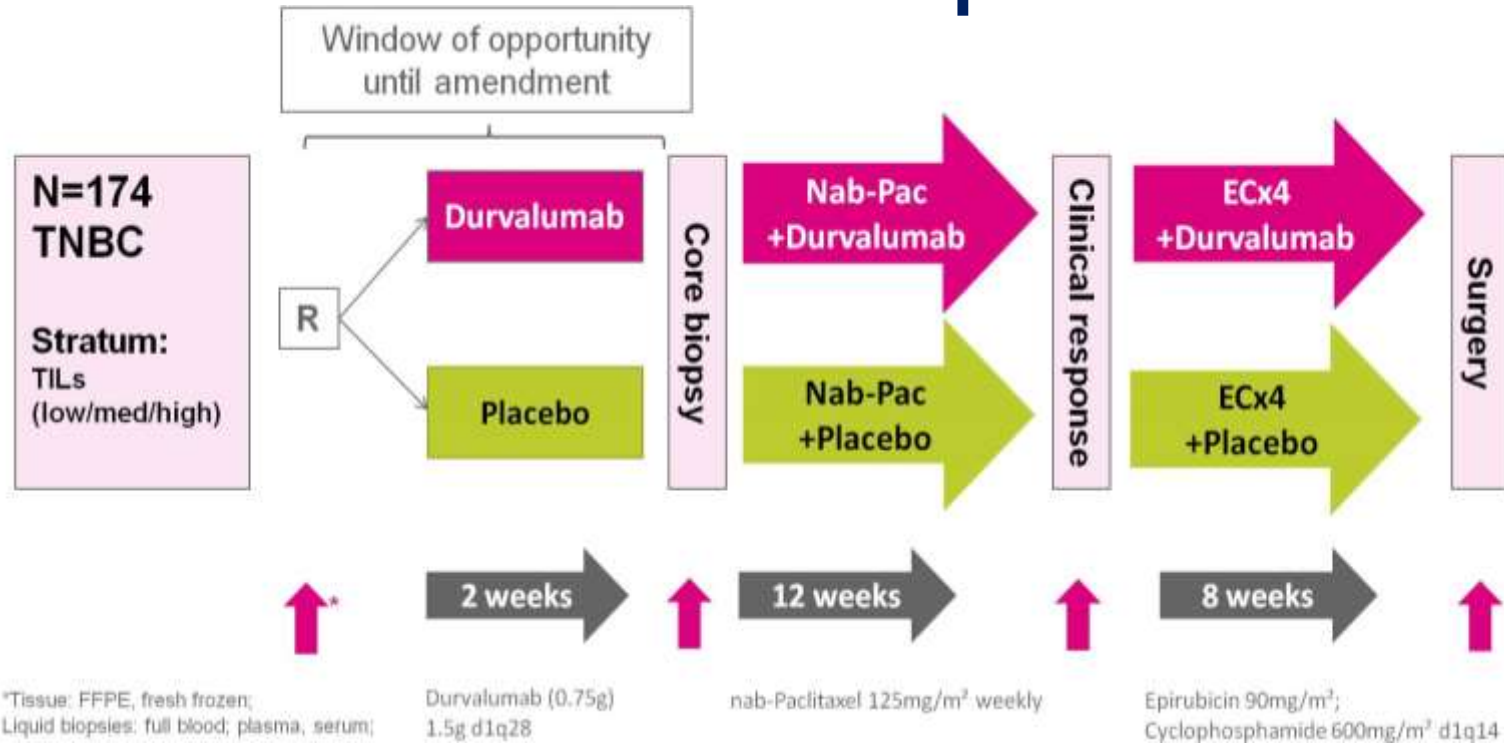 Window of opportunity
until amendment
N=174
TNBC
Stratum:
TILs
(low/med/high)
R
Durvalumab
Placebo
Core biopsy
Nab-Pac
+Durvalumab
Nab-Pac
+Placebo
Clinical response
ECx4
+Durvalumab
ECx4
+Placebo
Surgery
*
2 weeks
12 weeks
8 weeks
*Tissue: FFPE, fresh frozen;
Liquid biopsies: full blood; plasma, serum;
Durvalumab (0.75g)
1.5g d1q28
nab-Paclitaxel 125mg/m² weekly
Epirubicin 90mg/m²;
Cyclophosphamide 600mg/m² d1q14